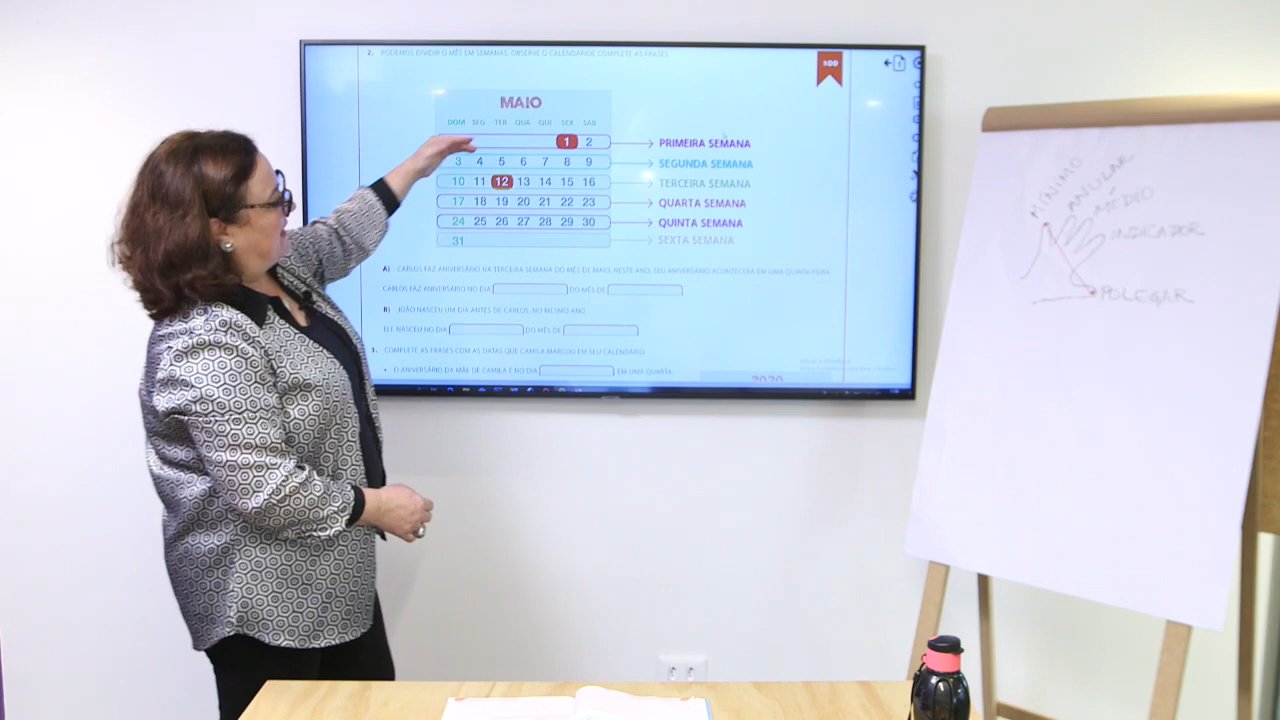 2. PODEMOS DIVIDIR O MÊS EM SEMANAS. OBSERVE O CALENDÁRIO E COMPLETE AS FRASES.
MAIO
DOM SEG TER QUA QUI SEX SAB
1 2 PRIMEIRA SEMANA
3 4 5 6 7 8 9 SEGUNDA SEMANA
10 11 12 13 14 15 16 TERCEIRA SEMANA
17 18 19 20 21 22 23 QUARTA SEMANA
24 25 26 27 28 29 30 QUINTA SEMANA
31 SEXTA SEMANA
A) CARLOS FAZ ANIVERSÁRIO NA TERCEIRA SEMANA DO MÊS DE MAIO. NESTE ANO, SEU ANIVERSÁRIO ACONTECERÁ EM UMA QUINTA-FEIRA.
CARLOS FAZ ANIVERSÁRIO NO DIA DO MÊS DE
B) JOÃO NASCEU UM DIA ANTES DE CARLOS, NO MESMO ANO.
ELE NASCEU NO DIA DO MÊS DE
3. COMPLETE AS FRASES COM AS DATAS QUE CAMILA MARCOU EM SEU CALENDÁRIO.
• O ANIVERSÁRIO DA MÃE DE CAMILA É NO DIA EM UMA QUARTA-
2020
MÍNIMO
ANULAR
MÉDIO
INDICADOR
POLEGAR